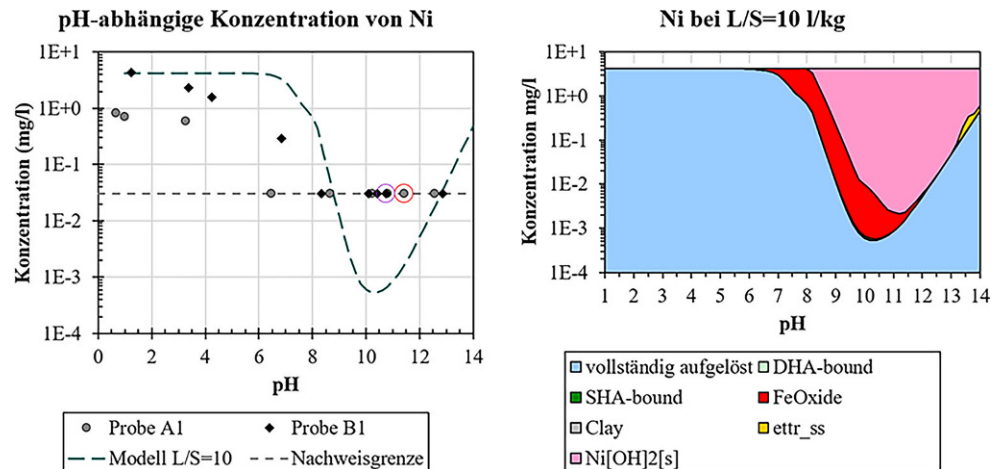 pH-abhängige Konzentration von Ni
Konzentration (mg/l)
1E+1
1E+0
1E-1
1E-2
1E-3
1E-4
0 2 4 6 8 10 12 14
pH
Probe A1 Probe B1
Modell L/S=10 Nachweisgrenze
Ni bei L/S=10 l/kg
Konzentration mg/l
1E+1
1E+0
1E-1
1E-2
1E-3
1E-4
1 2 3 4 5 6 7 8 9 10 11 12 13 14
pH
vollständig aufgelöst DHA-bound
SHA-bound FeOxide
Clay ettr_ss
Ni[OH]2[s]